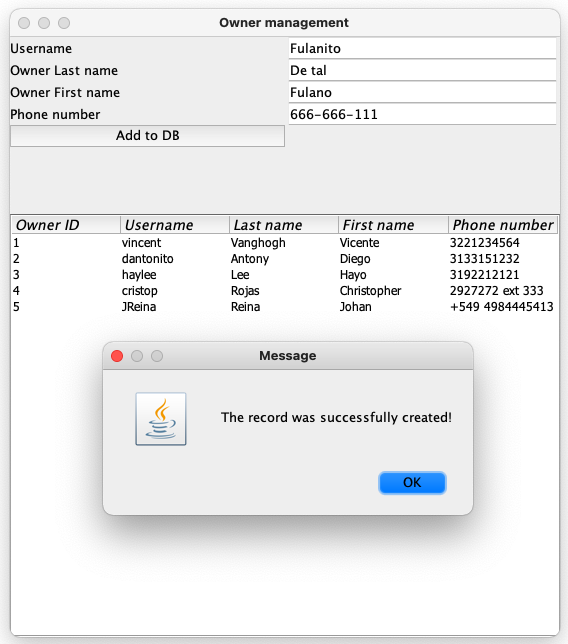 Owner management
Username Fulanito
Owner Last name De tal
Owner First name Fulano
Phone number 666-666-111
Add to DB
Owner ID Username Last name First name Phone number
1 vincent Vanghogh Vicente 3221234564
2 dantonito Antony Diego 3133151232
3 haylee Lee Hayo 3192212121
4 cristop Rojas Christopher 2927272 ext 333
5 JReina Reina Johan +549 4984445413
Message
The record was successfully created!
OK